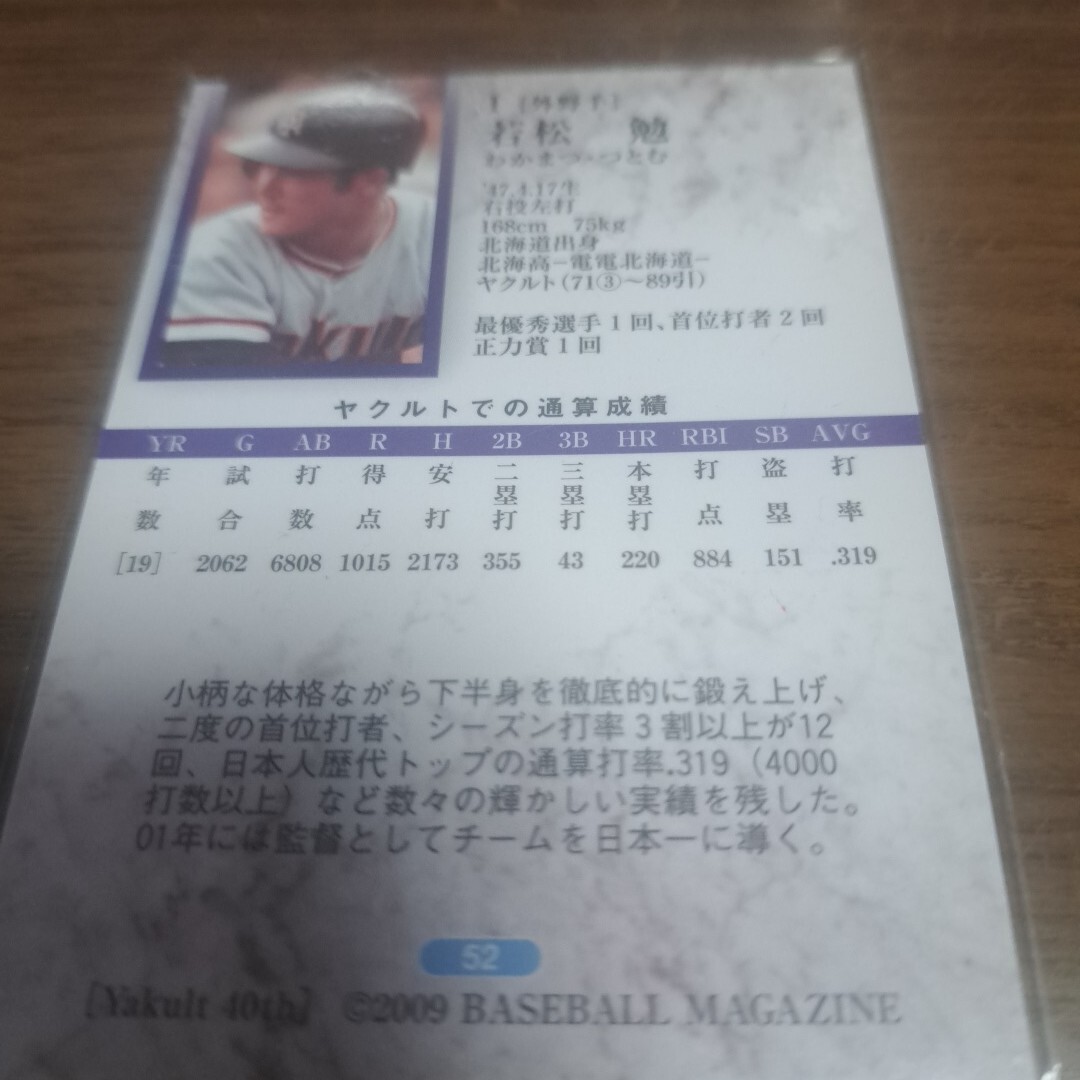 1 [外野手]
若松 勉
わかまつ・つとむ
'47.4.17生
右投左打
168cm 75kg
北海道出身
北海高−電電北海道−
ヤクルト(71③〜89引)
最優秀選手1回、首位打者2回
正力賞1回
ヤクルトでの通算成績
YR G AB R H 2B 3B HR RBI SB AVG
年数 試合 打数 得点 安打 二塁打 三塁打 本塁打 打点 盗塁 打率
[19] 2062 6808 1015 2173 355 43 220 884 151 .319
小柄な体格ながら下半身を徹底的に鍛え上げ、
二度の首位打者、シーズン打率3割以上が12
回、日本人歴代トップの通算打率.319(4000
打数以上)など数々の輝かしい実績を残した。
01年には監督としてチームを日本一に導く。
52
[Yakult 40th] ©2009 BASEBALL MAGAZINE